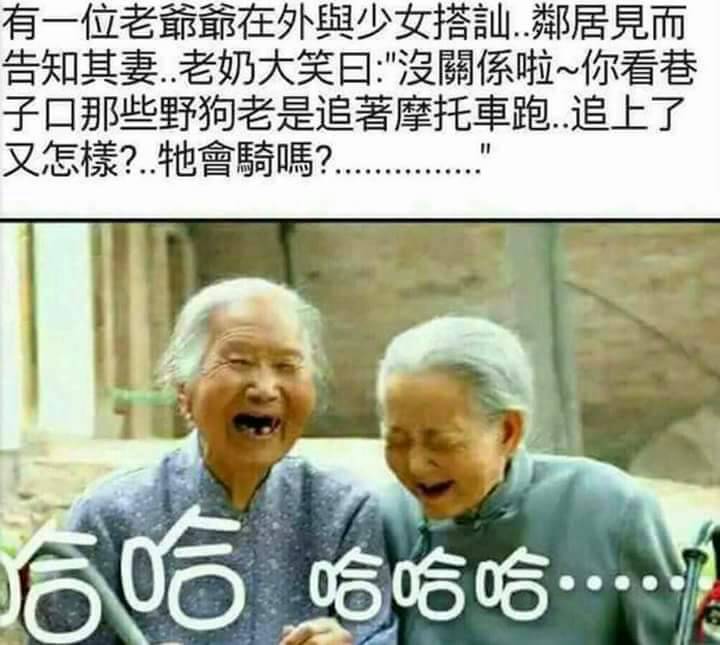 有一位老爺爺在外與少女搭訕..鄰居見而
告知其妻..老奶大笑曰:"沒關係啦~你看巷
子口那些野狗老是追著摩托車跑..追上了
又怎樣?..牠會騎嗎?..............."
哈哈 哈哈哈……